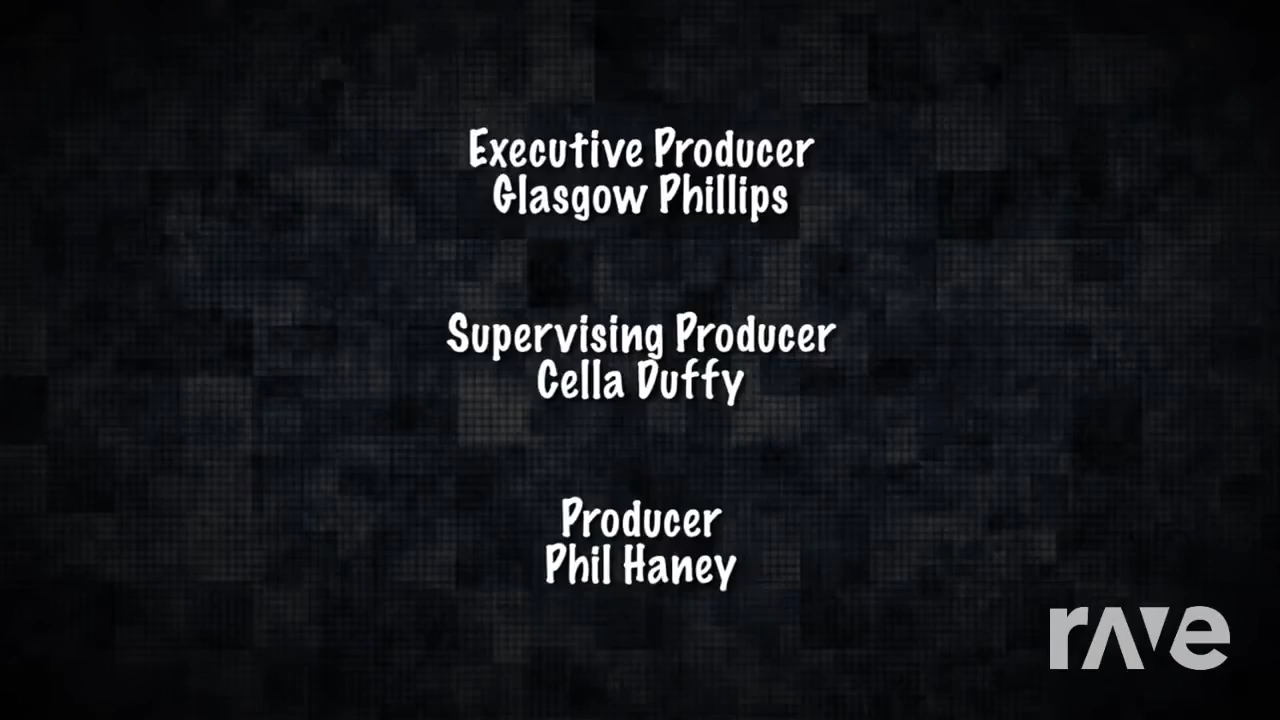 Executive Producer
Glasgow Phillips
Supervising Producer
Cella Duffy
Producer
Phil Haney
rave